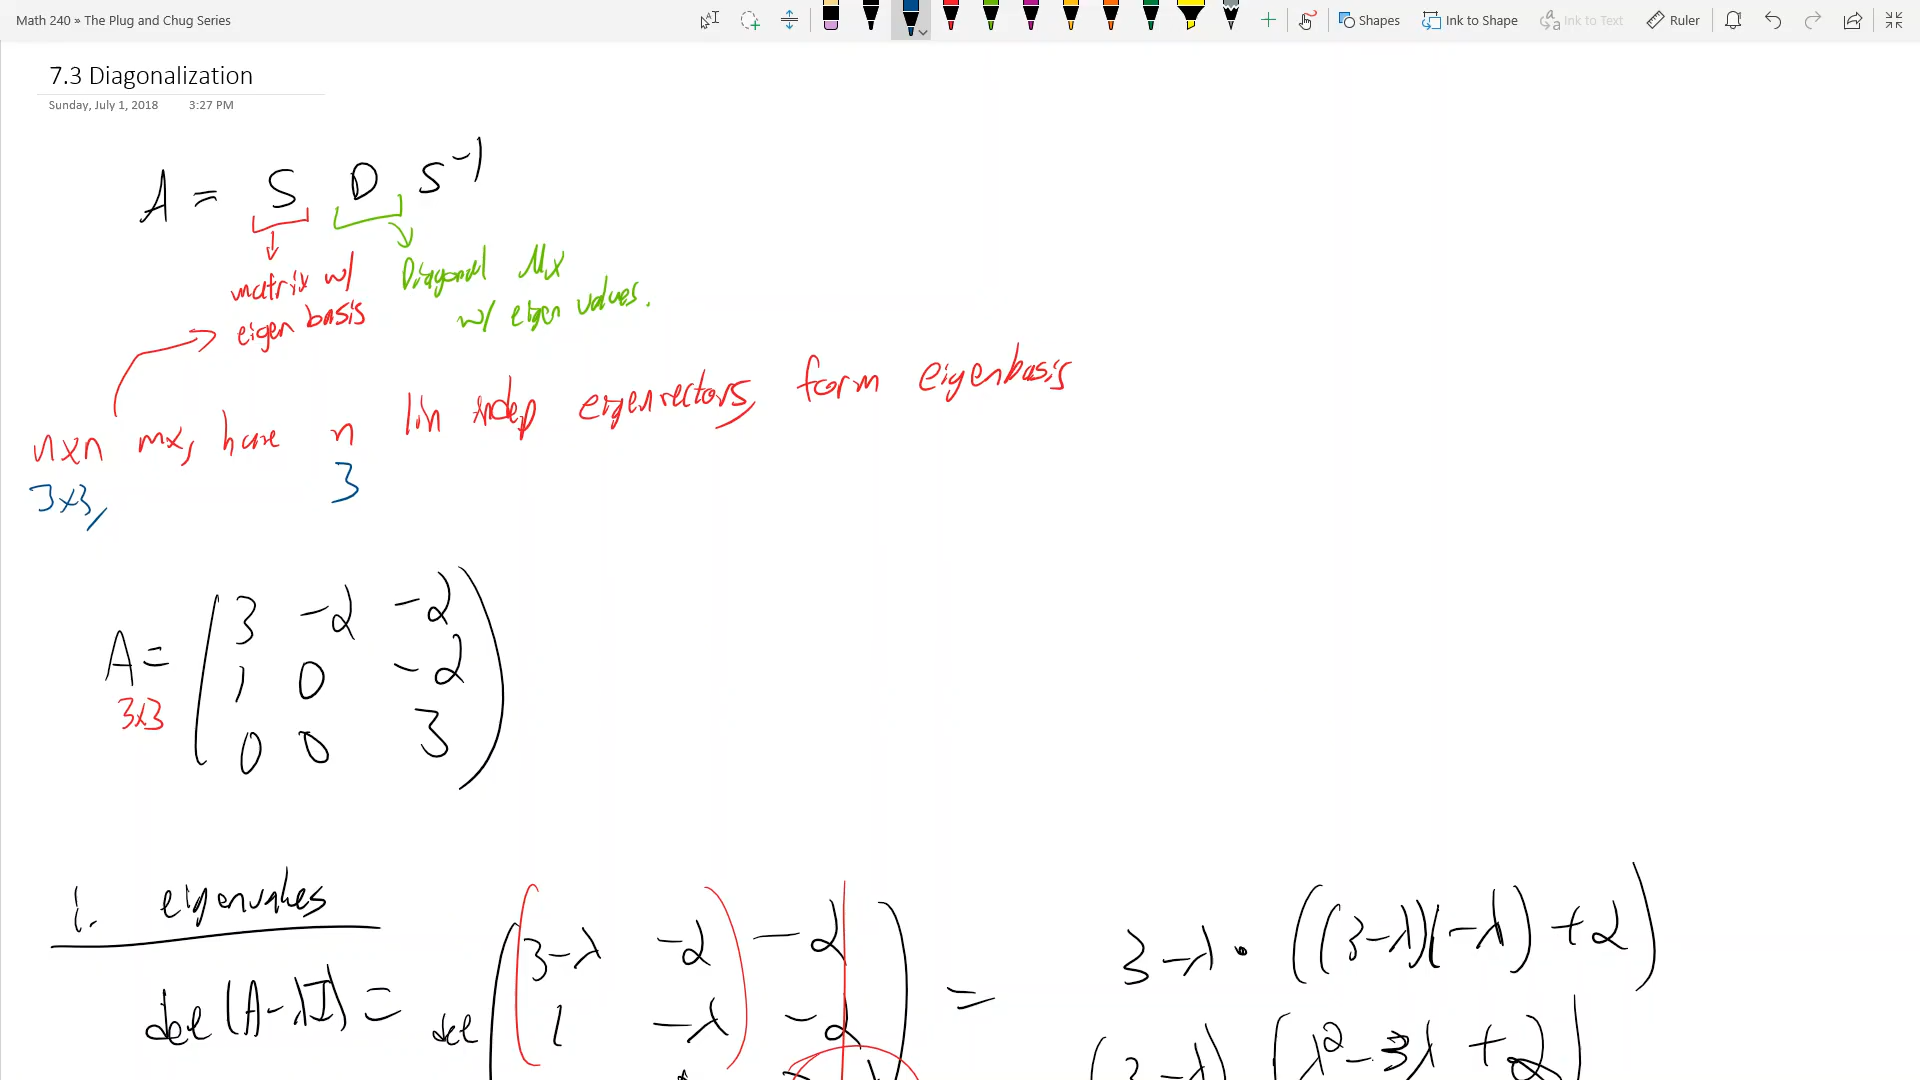 Math 240 » The Plug and Chug Series
Shapes
Ink to Shape
Ink to Text
Ruler
7.3 Diagonalization
Sunday, July 1, 2018 3:27 PM
A = S D S⁻¹
matrix w/
eigen basis
Diagonal Mx
w/ eigen values.
nxn mx, have n lin indep eigenvectors, form eigenbasis
3x3, 3
A =
3x3
3 -2 -2
1 0 -2
0 0 3
1. eigenvalues
det(A-λI) = det
3-λ -2 -2
1 -λ -2
= 3-λ · ((3-λ)(-λ) +2)
(3-λ) (λ² - 3λ + 2)